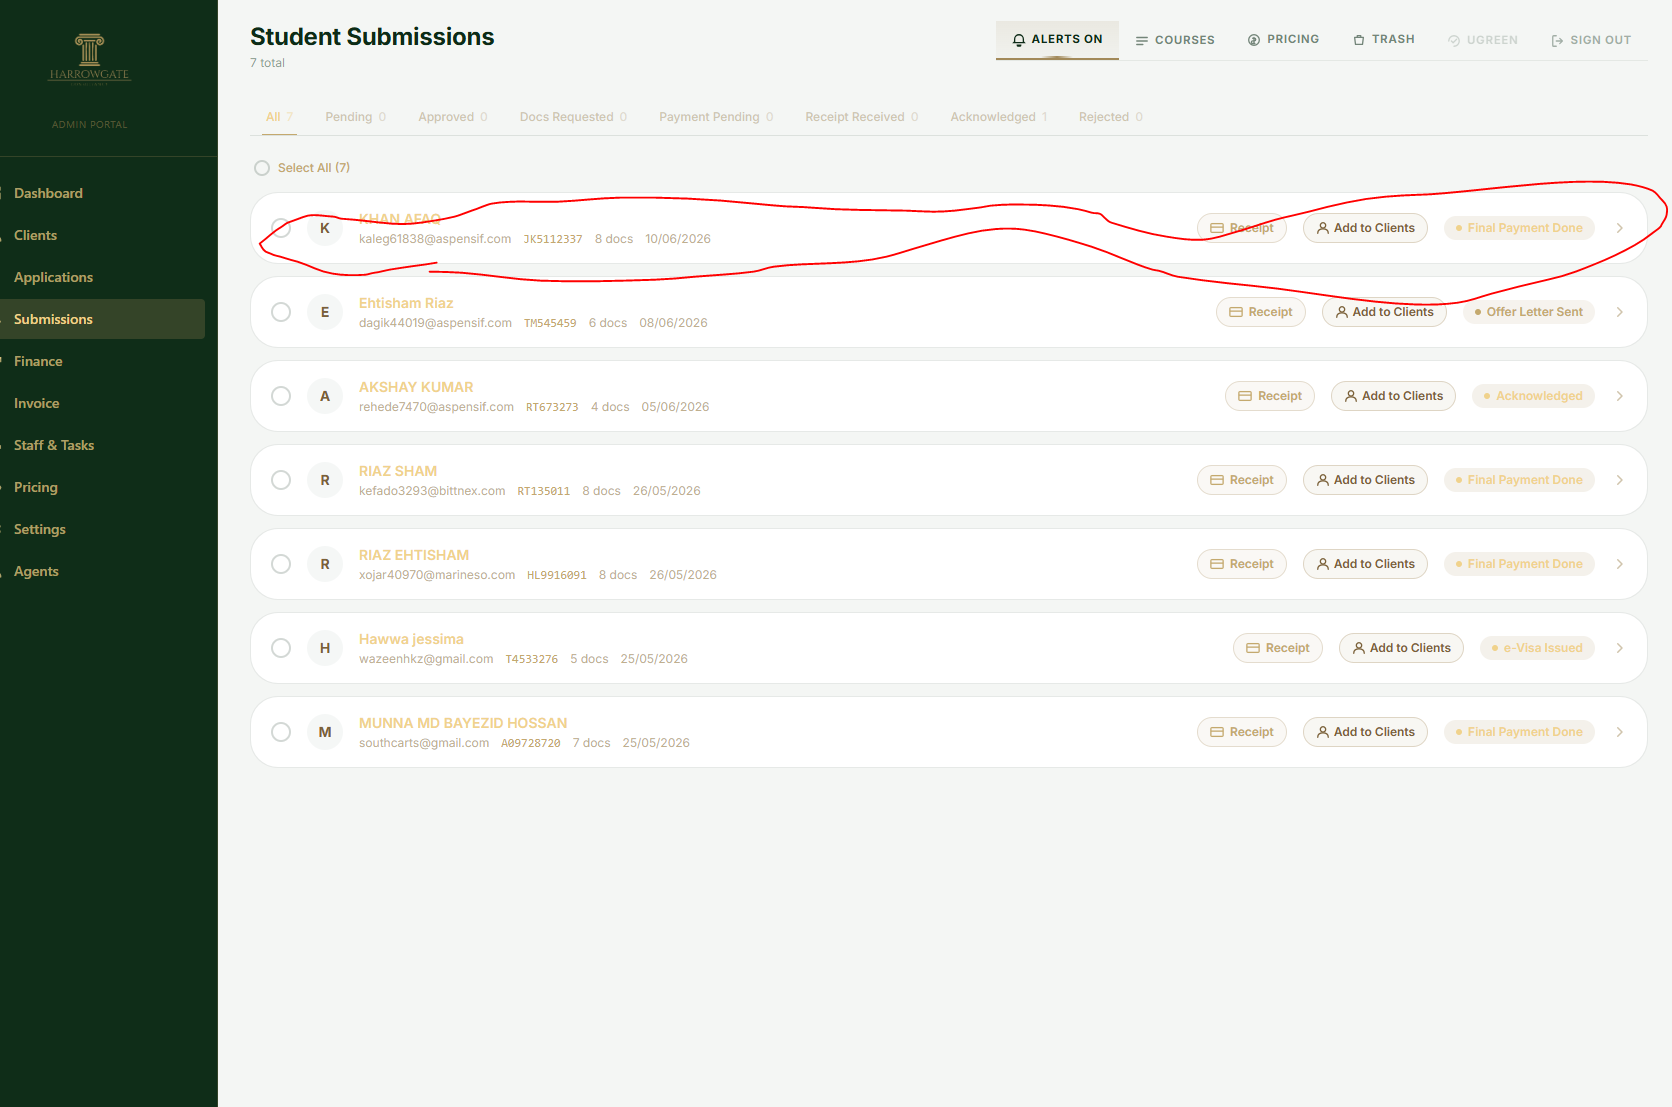 HARROWGATE
ADMIN PORTAL
Dashboard
Clients
Applications
Submissions
Finance
Invoice
Staff & Tasks
Pricing
Settings
Agents
Student Submissions
7 total
ALERTS ON
COURSES
PRICING
TRASH
UGREEN
SIGN OUT
All 7
Pending 0
Approved 0
Docs Requested 0
Payment Pending 0
Receipt Received 0
Acknowledged 1
Rejected 0
Select All (7)
K
KHAN AFAQ
kaleg61838@aspensif.com JK5112337 8 docs 10/06/2026
Receipt
Add to Clients
Final Payment Done
E
Ehtisham Riaz
dagik44019@aspensif.com TM545459 6 docs 08/06/2026
Receipt
Add to Clients
Offer Letter Sent
A
AKSHAY KUMAR
rehede7470@aspensif.com RT673273 4 docs 05/06/2026
Receipt
Add to Clients
Acknowledged
R
RIAZ SHAM
kefado3293@bittnex.com RT135011 8 docs 26/05/2026
Receipt
Add to Clients
Final Payment Done
R
RIAZ EHTISHAM
xojar40970@marineso.com HL9916091 8 docs 26/05/2026
Receipt
Add to Clients
Final Payment Done
H
Hawwa jessima
wazeenhkz@gmail.com T4533276 5 docs 25/05/2026
Receipt
Add to Clients
e-Visa Issued
M
MUNNA MD BAYEZID HOSSAN
southcarts@gmail.com A09728720 7 docs 25/05/2026
Receipt
Add to Clients
Final Payment Done